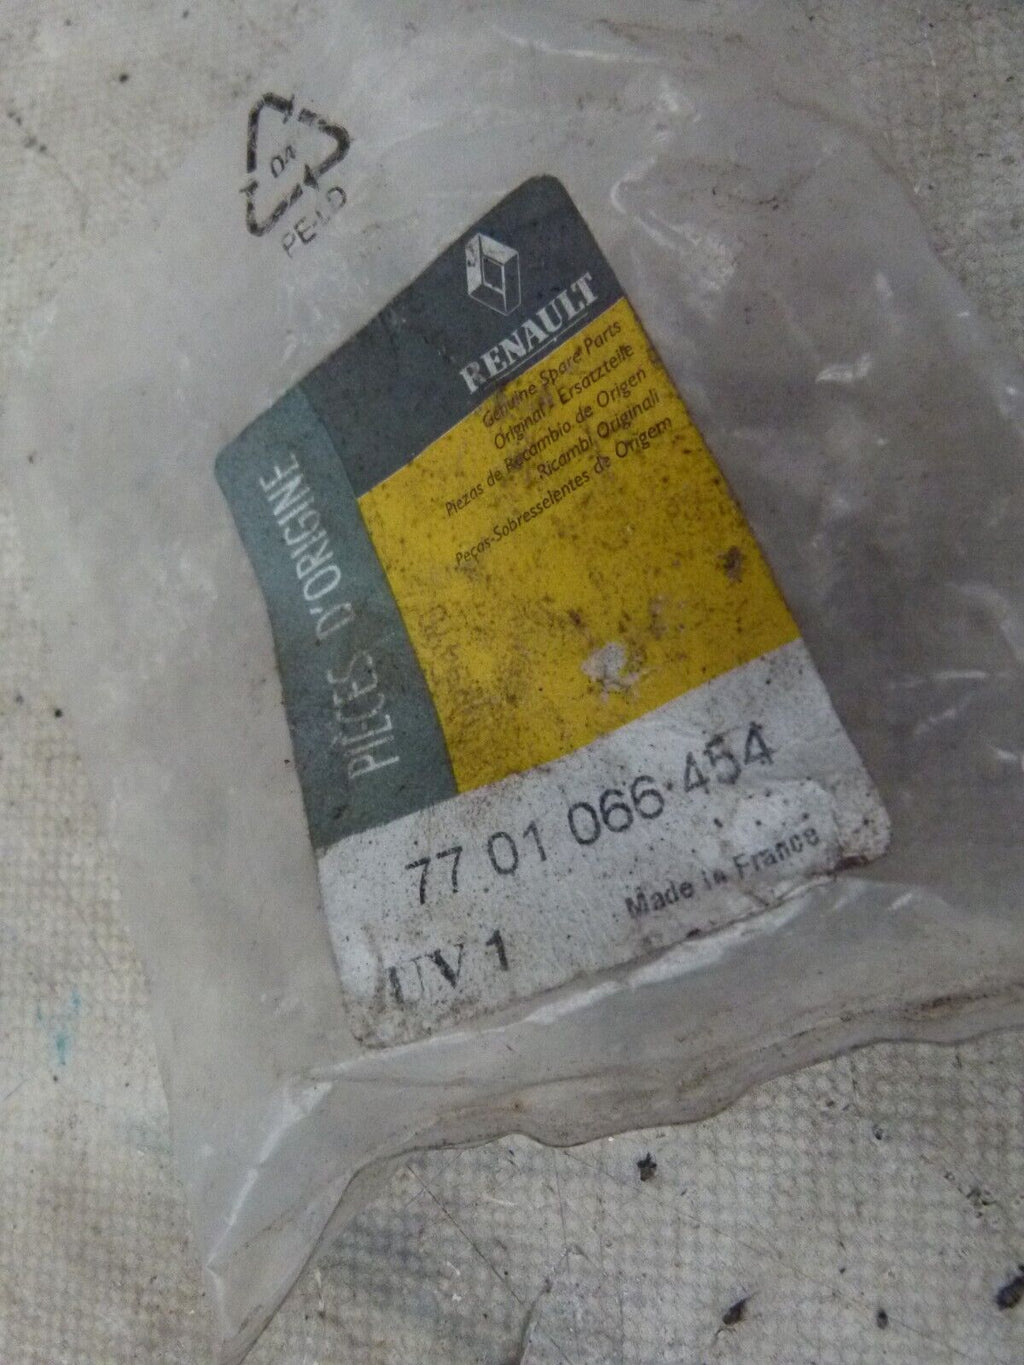 04
PE-LD
RENAULT
Genuine Spare Parts
Original - Ersatzteile
Piezas de Recambio de Origen
Ricambi Originali
Peças-Sobresselentes de Origem
PIÈCES D'ORIGINE
77 01 066 454
Made in France
UV 1